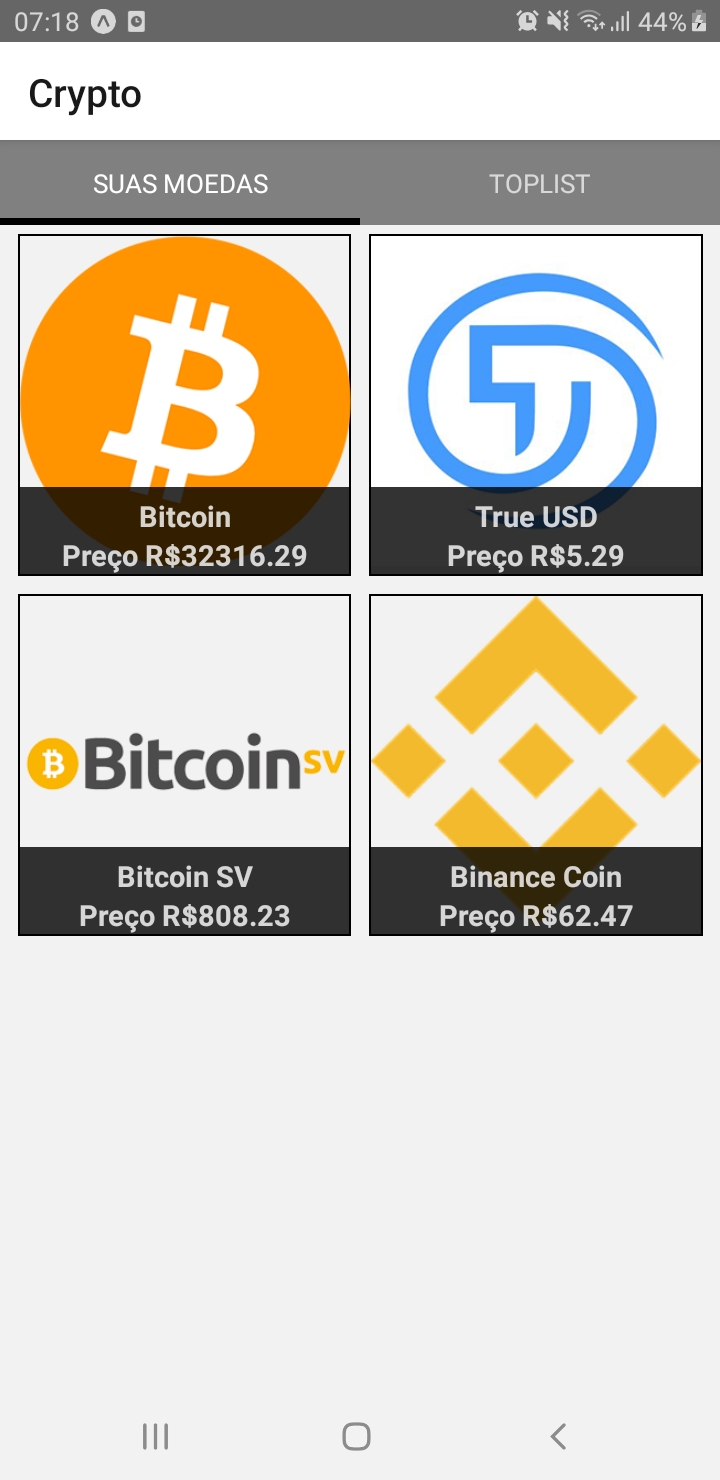 07:18 44%
Crypto
SUAS MOEDAS TOPLIST
Bitcoin
Preço R$32316.29
True USD
Preço R$5.29
Bitcoin SV
Bitcoin SV
Preço R$808.23
Binance Coin
Preço R$62.47